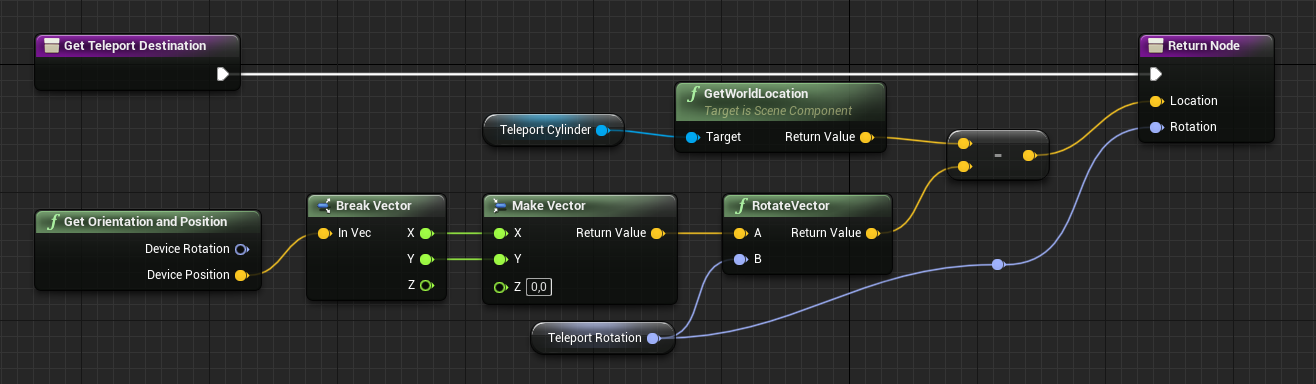 Get Teleport Destination
Return Node
Location
Rotation
f GetWorldLocation
Target is Scene Component
Target Return Value
Teleport Cylinder
-
f Get Orientation and Position
Device Rotation
Device Position
Break Vector
In Vec X
Y
Z
Make Vector
X Return Value
Y
Z 0,0
f RotateVector
A Return Value
B
Teleport Rotation